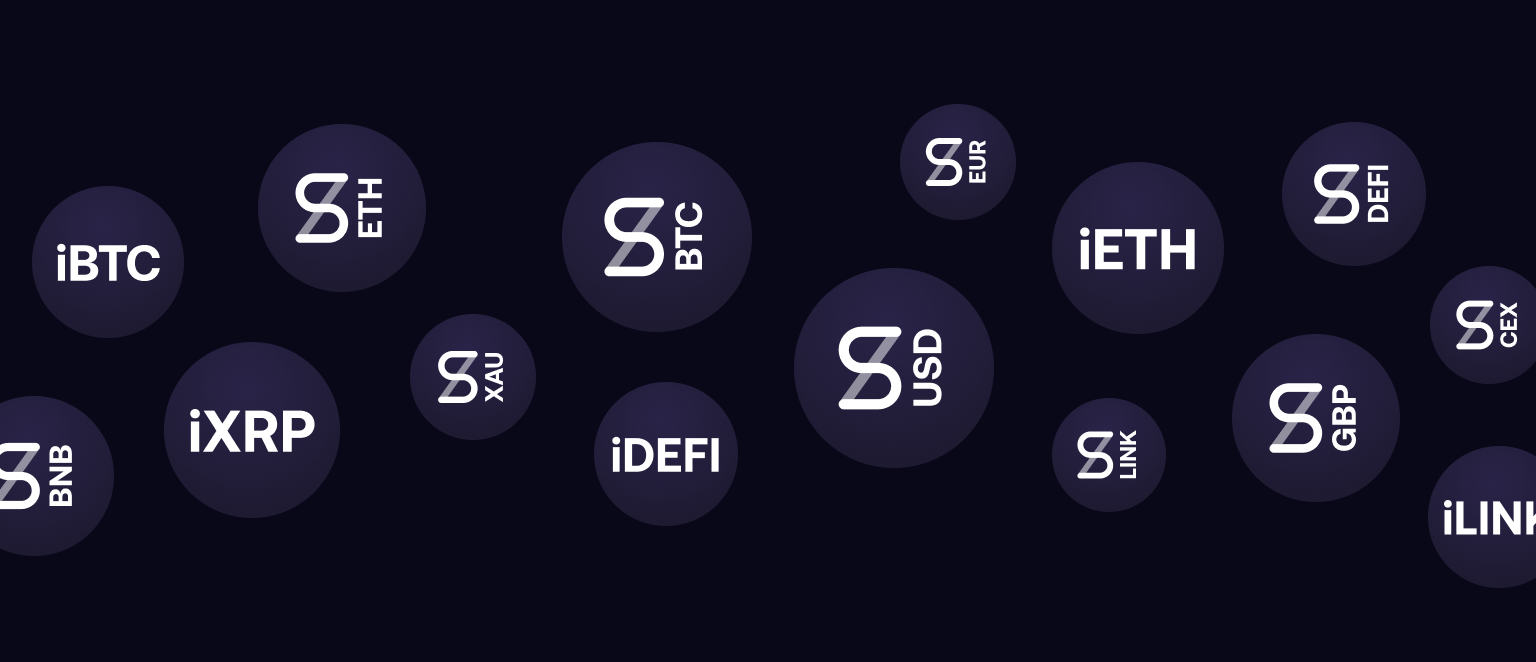 iBTC
S ETH
S BTC
S EUR
iETH
S DEFI
S CEX
S USD
S XAU
iXRP
iDEFI
S LINK
S GBP
S BNB
iLINK